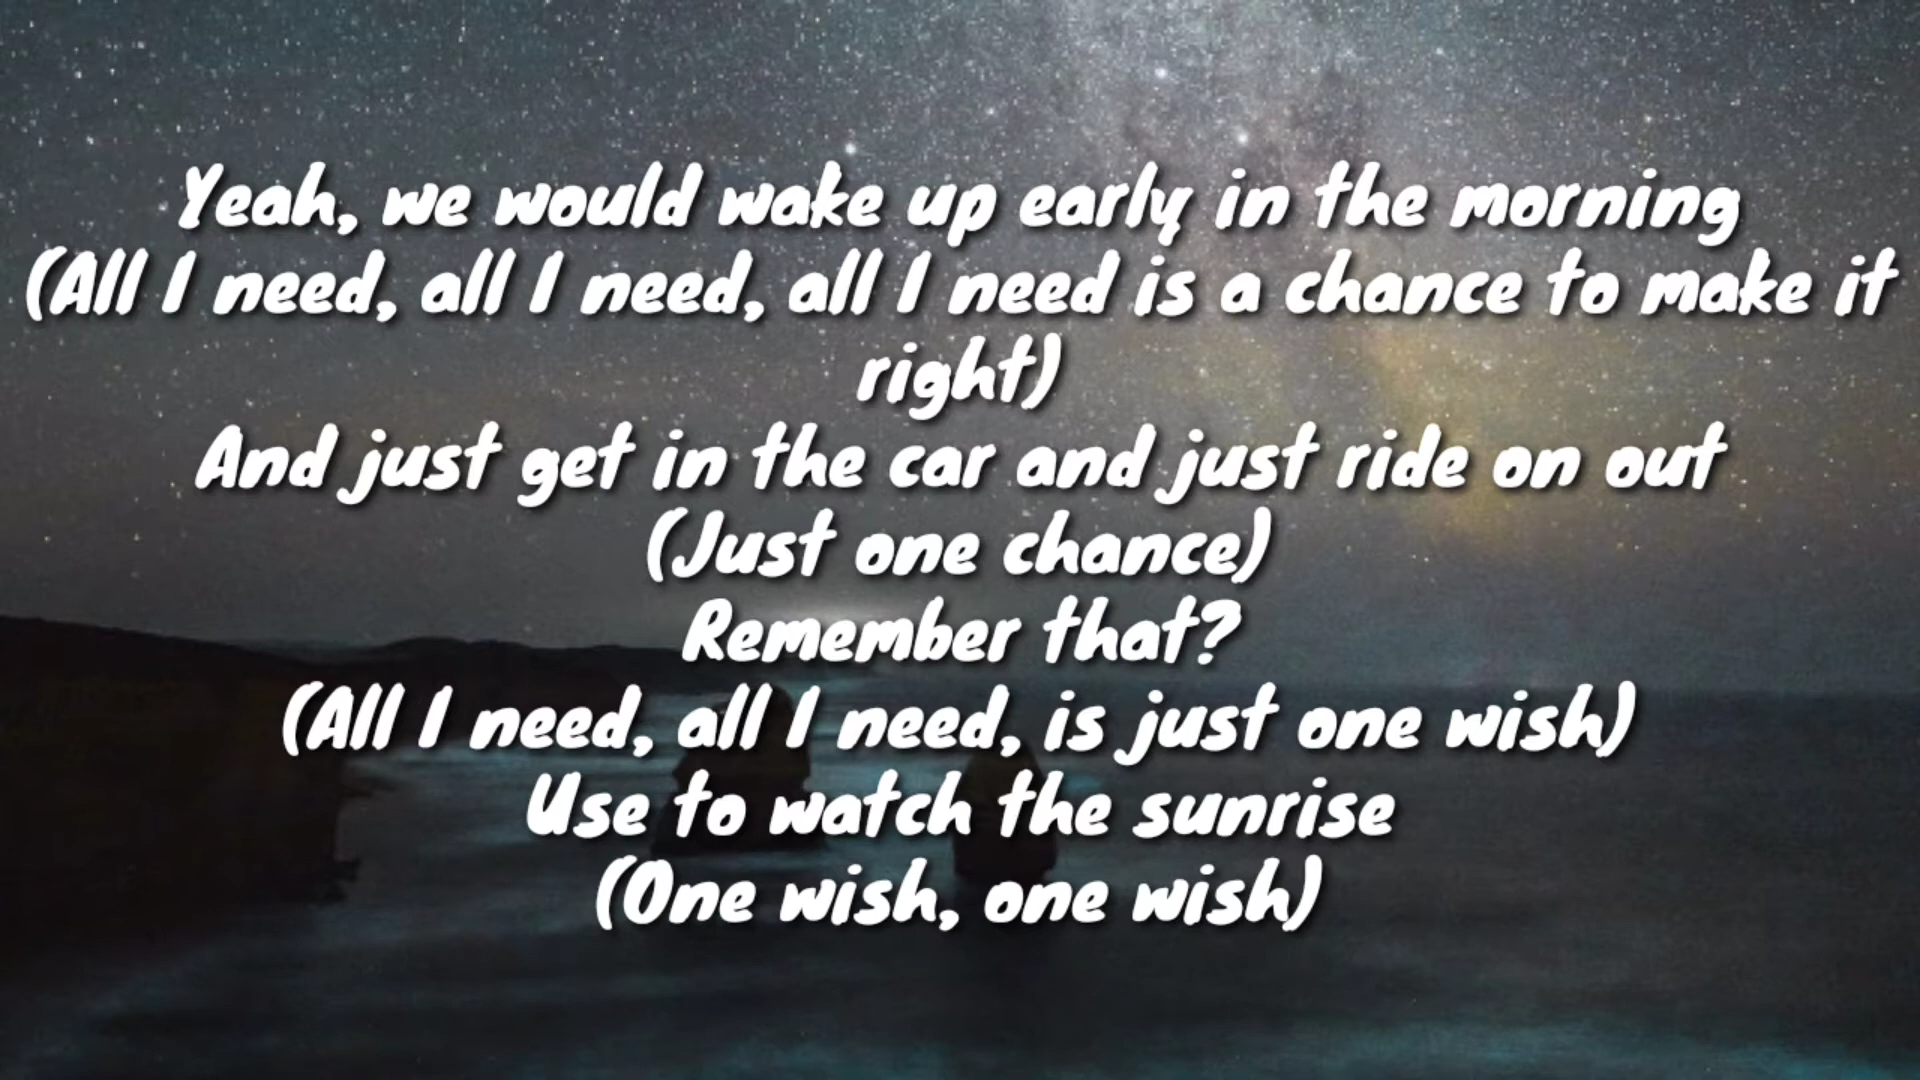 Yeah, we would wake up early in the morning
(All I need, all I need, all I need is a chance to make it
right)
And just get in the car and just ride on out
(Just one chance)
Remember that?
(All I need, all I need, is just one wish)
Use to watch the sunrise
(One wish, one wish)